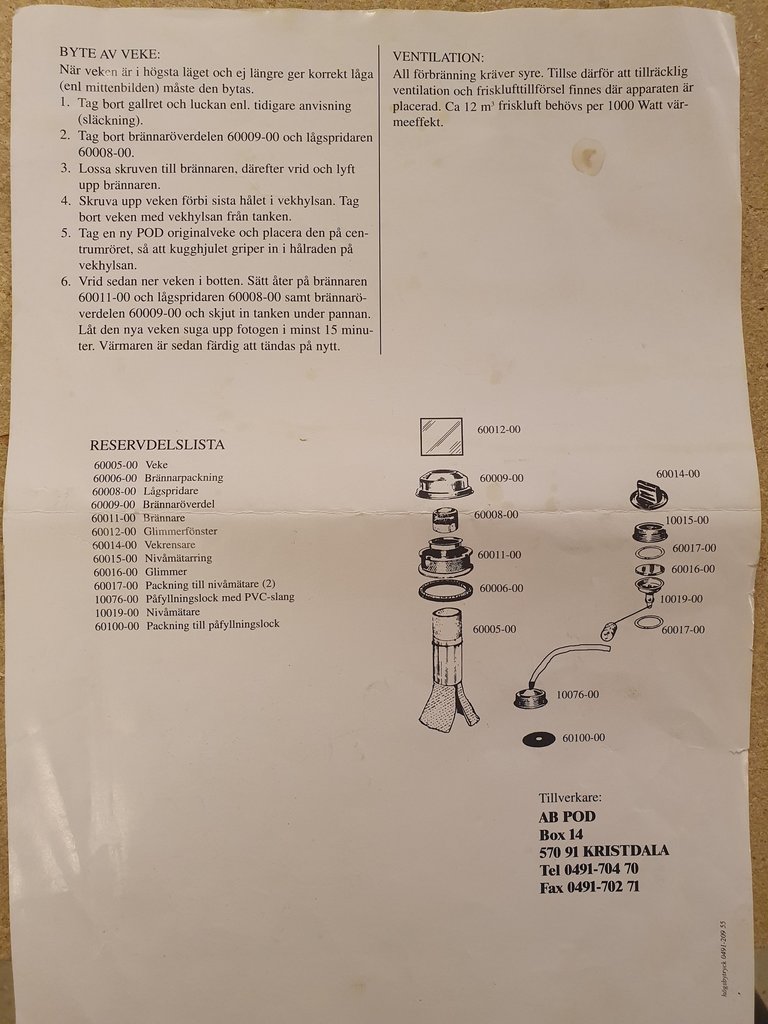 BYTE AV VEKE:
När veken är i högsta läget och ej längre ger korrekt låga
(enl mittenbilden) måste den bytas.
1. Tag bort gallret och luckan enl. tidigare anvisning
(släckning).
2. Tag bort brännaröverdelen 60009-00 och lågspridaren
60008-00.
3. Lossa skruven till brännaren, därefter vrid och lyft
upp brännaren.
4. Skruva upp veken förbi sista hålet i vekhylsan. Tag
bort veken med vekhylsan från tanken.
5. Tag en ny POD originalveke och placera den på cen-
trumröret, så att kugghjulet griper in i hålraden på
vekhylsan.
6. Vrid sedan ner veken i botten. Sätt åter på brännaren
60011-00 och lågspridaren 60008-00 samt brännarö-
verdelen 60009-00 och skjut in tanken under pannan.
Låt den nya veken suga upp fotogen i minst 15 minu-
ter. Värmaren är sedan färdig att tändas på nytt.
VENTILATION:
All förbränning kräver syre. Tillse därför att tillräcklig
ventilation och frisklufttillförsel finnes där apparaten är
placerad. Ca 12 m³ friskluft behövs per 1000 Watt vär-
meeffekt.
RESERVDELSLISTA
60005-00 Veke
60006-00 Brännarpackning
60008-00 Lågspridare
60009-00 Brännaröverdel
60011-00 Brännare
60012-00 Glimmerfönster
60014-00 Vekrensare
60015-00 Nivåmätarring
60016-00 Glimmer
60017-00 Packning till nivåmätare (2)
10076-00 Påfyllningslock med PVC-slang
10019-00 Nivåmätare
60100-00 Packning till påfyllningslock
60012-00
60009-00
60008-00
60011-00
60006-00
60005-00
60014-00
10015-00
60017-00
60016-00
10019-00
60017-00
10076-00
60100-00
Tillverkare:
AB POD
Box 14
570 91 KRISTDALA
Tel 0491-704 70
Fax 0491-702 71
högsbytryck 0491-209 55